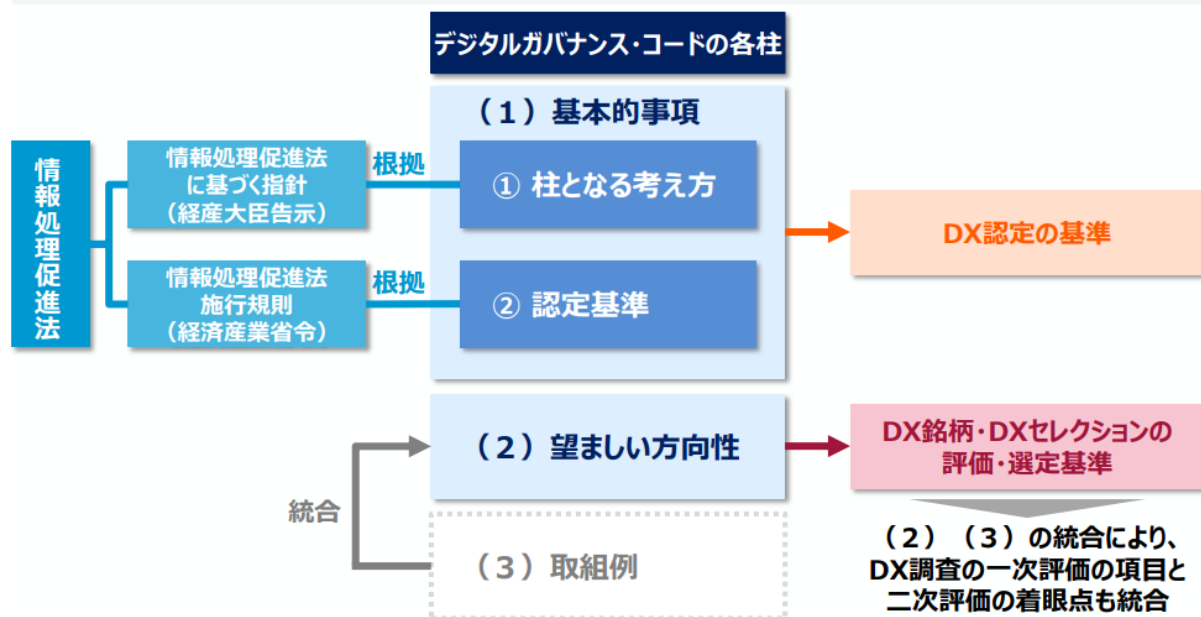 デジタルガバナンス・コードの各柱
（１）基本的事項
情報処理促進法
情報処理促進法
に基づく指針
（経産大臣告示）
根拠
① 柱となる考え方
DX認定の基準
情報処理促進法
施行規則
（経済産業省令）
根拠
② 認定基準
（２）望ましい方向性
DX銘柄・DXセレクションの
評価・選定基準
統合
（３）取組例
（２）（３）の統合により、
DX調査の一次評価の項目と
二次評価の着眼点も統合